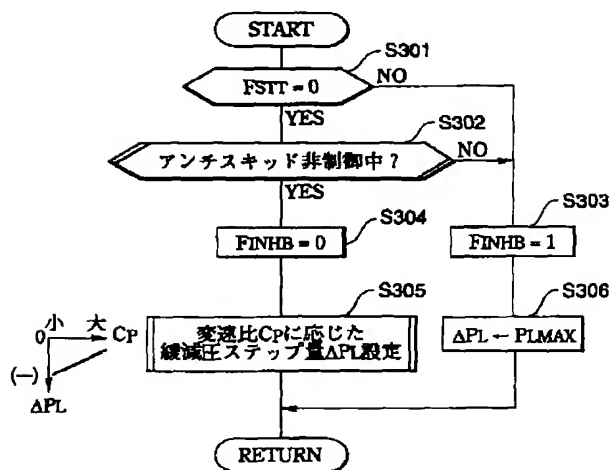 START
S301
FSTT = 0
NO
YES
S302
アンチスキッド非制御中?
NO
YES
S304
FINHB = 0
S303
FINHB = 1
S305
変速比CPに応じた
緩減圧ステップ量ΔPL設定
S306
ΔPL ← PLMAX
小 大
0 CP
(−)
ΔPL
RETURN